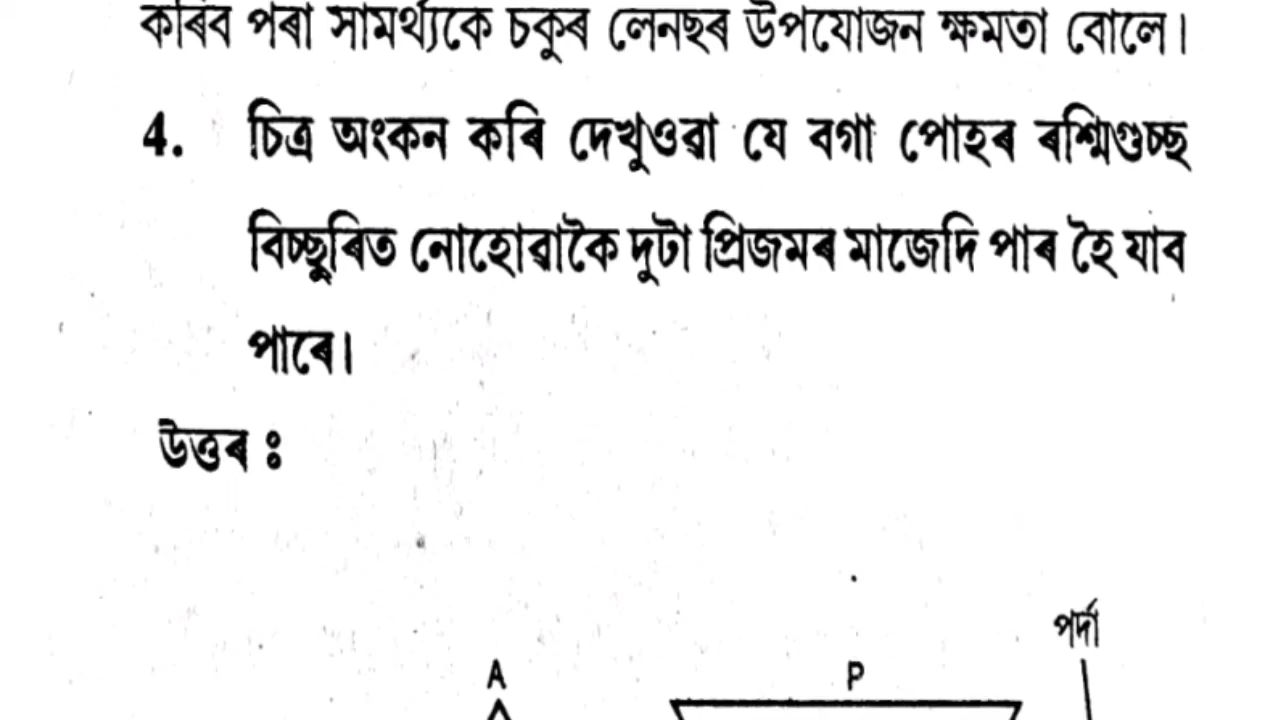 কৰিব পৰা সামৰ্থ্যকে চকুৰ লেনছৰ উপযোজন ক্ষমতা বোলে।
4. চিত্ৰ অংকন কৰি দেখুওৱা যে বগা পোহৰ ৰশ্মিগুচ্ছ
বিচ্ছুৰিত নোহোৱাকৈ দুটা প্ৰিজমৰ মাজেদি পাৰ হৈ যাব
পাৰে।
উত্তৰ ঃ
পৰ্দা
A P